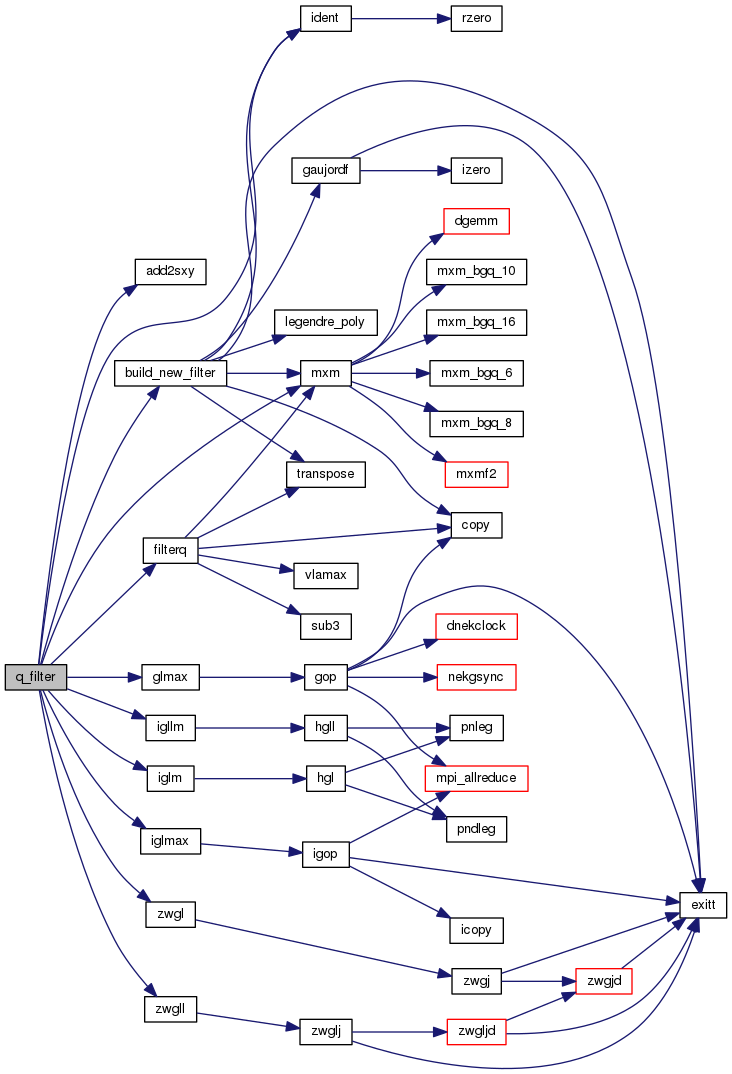 ident
rzero
gaujordf
izero
dgemm
add2sxy
mxm_bgq_10
legendre_poly
mxm_bgq_16
build_new_filter
mxm
mxm_bgq_6
mxm_bgq_8
transpose
mxmf2
copy
filterq
vlamax
sub3
dnekclock
q_filter
glmax
gop
nekgsync
igllm
hgll
pnleg
iglm
hgl
mpi_allreduce
pndleg
iglmax
igop
exitt
zwgl
icopy
zwgj
zwgjd
zwgll
zwglj
zwgljd